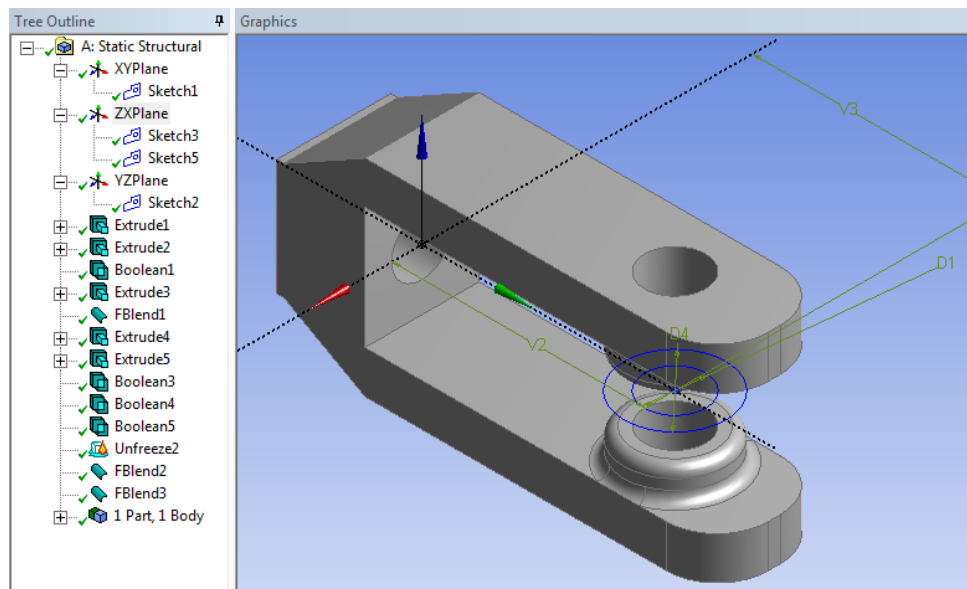 Tree Outline
Graphics
A: Static Structural
XYPlane
Sketch1
ZXPlane
Sketch3
Sketch5
YZPlane
Sketch2
Extrude1
Extrude2
Boolean1
Extrude3
FBlend1
Extrude4
Extrude5
Boolean3
Boolean4
Boolean5
Unfreeze2
FBlend2
FBlend3
1 Part, 1 Body
V3
D1
D4
V2